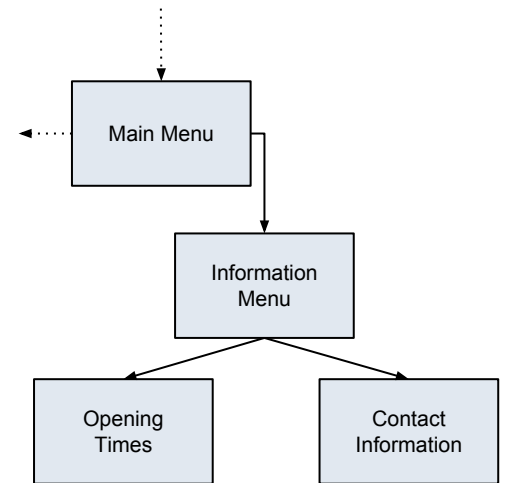 Main Menu
Information
Menu
Opening
Times
Contact
Information